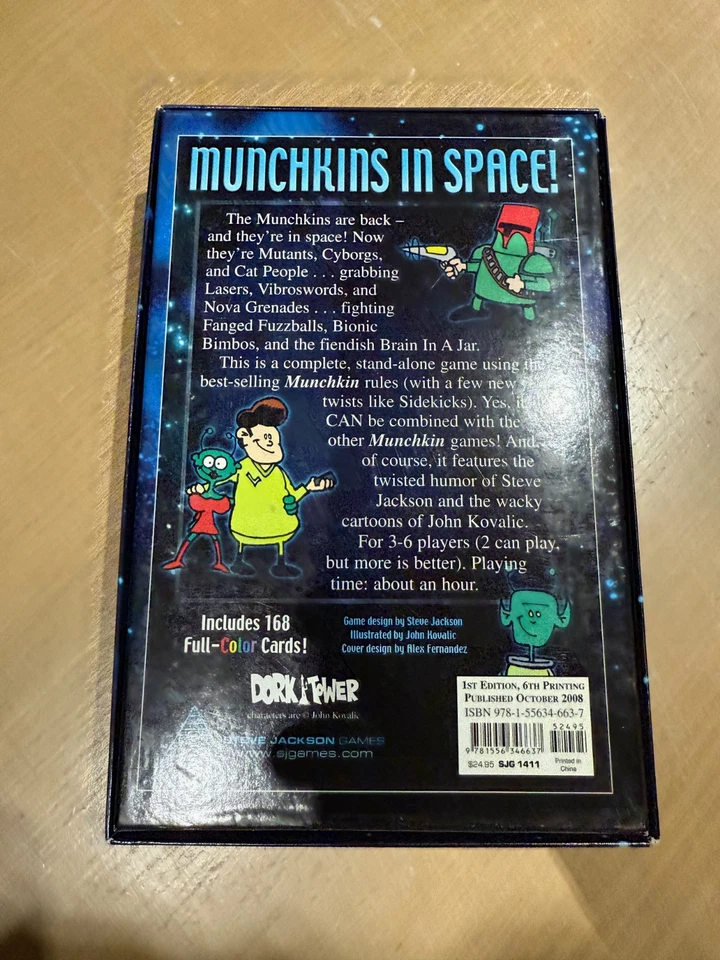 MUNCHKINS IN SPACE!
The Munchkins are back –
and they're in space! Now
they're Mutants, Cyborgs,
and Cat People . . . grabbing
Lasers, Vibroswords, and
Nova Grenades . . . fighting
Fanged Fuzzballs, Bionic
Bimbos, and the fiendish Brain In A Jar.
This is a complete, stand-alone game using the
best-selling Munchkin rules (with a few new
twists like Sidekicks). Yes, it
CAN be combined with the
other Munchkin games! And,
of course, it features the
twisted humor of Steve
Jackson and the wacky
cartoons of John Kovalic.
For 3-6 players (2 can play,
but more is better). Playing
time: about an hour.
Includes 168
Full-Color Cards!
Game design by Steve Jackson
Illustrated by John Kovalic
Cover design by Alex Fernandez
DORK TOWER
characters are © John Kovalic
STEVE JACKSON GAMES
www.sjgames.com
1ST EDITION, 6TH PRINTING
PUBLISHED OCTOBER 2008
ISBN 978-1-55634-663-7
52495
9 781556 346637
$24.95 SJG 1411
Printed in
China